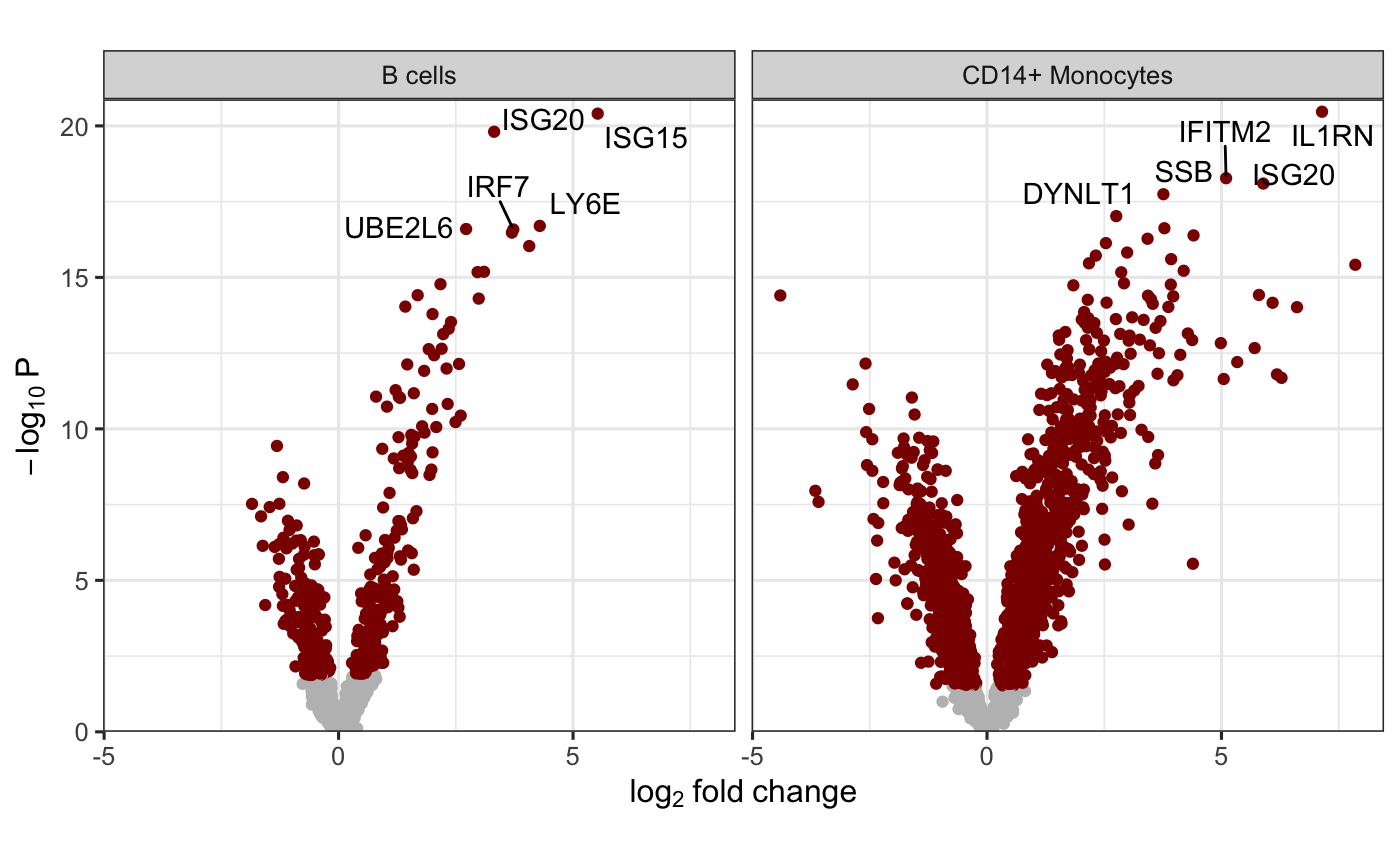 B cells
CD14+ Monocytes
−log10 P
20
15
10
5
0
ISG20
ISG15
IRF7
LY6E
UBE2L6
IFITM2
IL1RN
SSB
ISG20
DYNLT1
-5
0
5
-5
0
5
log2 fold change